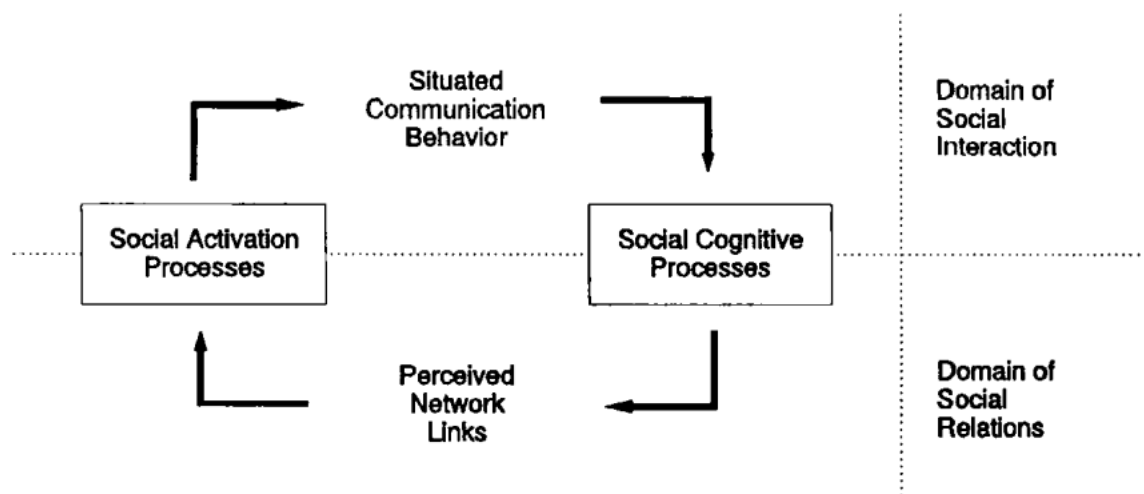 Situated
Communication
Behavior
Domain of
Social
Interaction
Social Activation
Processes
Social Cognitive
Processes
Perceived
Network
Links
Domain of
Social
Relations